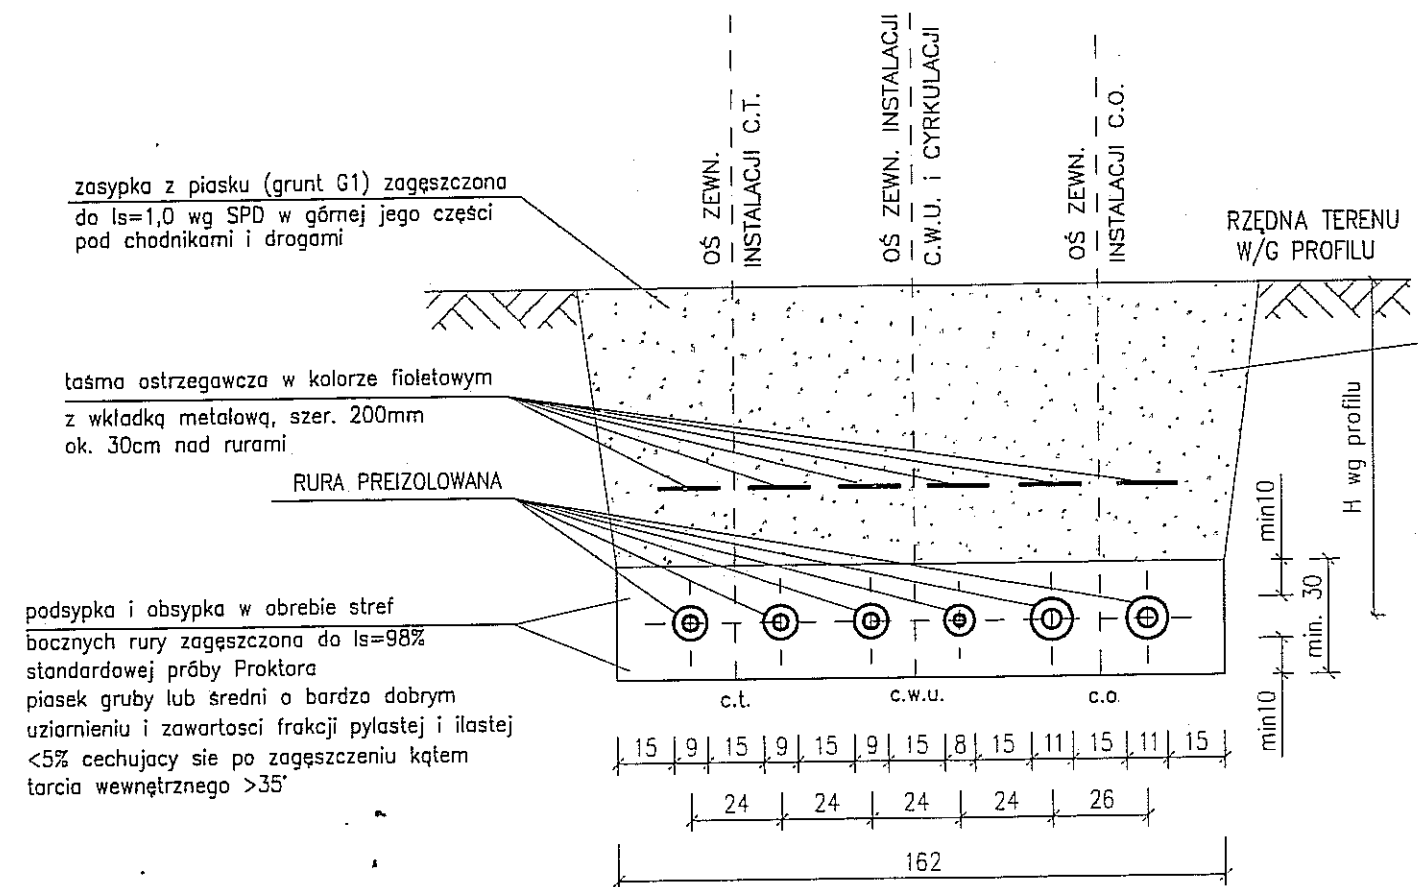 OŚ ZEWN.
INSTALACJI C.T.
OŚ ZEWN. INSTALACJI
C.W.U. i CYRKULACJI
OŚ ZEWN.
INSTALACJI C.O.
zasypka z piasku (grunt G1) zagęszczona
do Is=1,0 wg SPD w górnej jego części
pod chodnikami i drogami
RZĘDNA TERENU
W/G PROFILU
taśma ostrzegawcza w kolorze fioletowym
z wkładką metalową, szer. 200mm
ok. 30cm nad rurami
RURA PREIZOLOWANA
H wg profilu
min10
min. 30
min10
podsypka i obsypka w obrebie stref
bocznych rury zagęszczona do Is=98%
standardowej próby Proktora
piasek gruby lub średni o bardzo dobrym
uziarnieniu i zawartosci frakcji pylastej i ilastej
<5% cechujacy sie po zagęszczeniu kątem
tarcia wewnętrznego >35°
c.t. c.w.u. c.o.
15 9 15 9 15 9 15 8 15 11 15 11 15
24 24 24 24 26
162